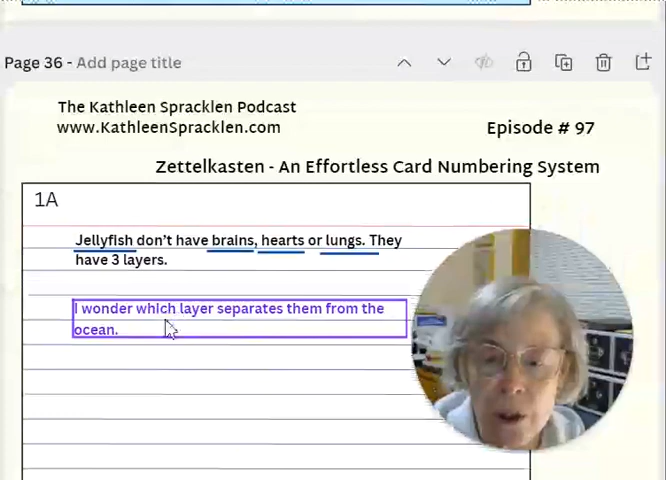 Page 36 - Add page title
The Kathleen Spracklen Podcast
www.KathleenSpracklen.com
Episode # 97
Zettelkasten - An Effortless Card Numbering System
1A
Jellyfish don’t have brains, hearts or lungs. They
have 3 layers.
I wonder which layer separates them from the
ocean.